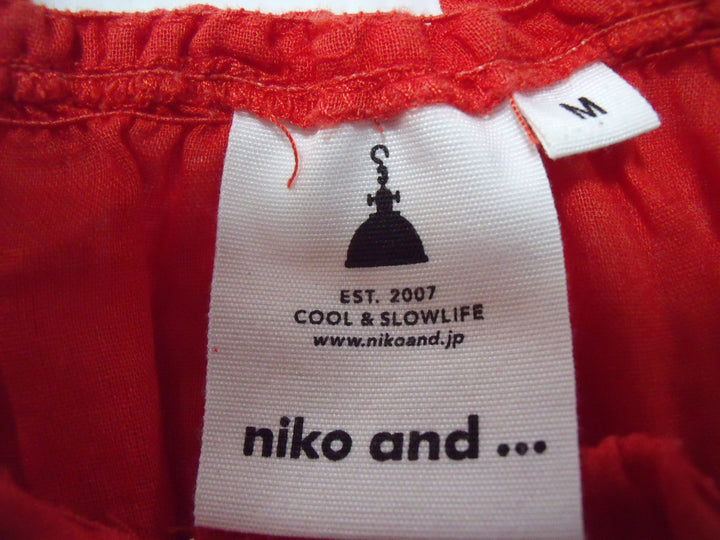 M
EST. 2007
COOL & SLOWLIFE
www.nikoand.jp
niko and ...